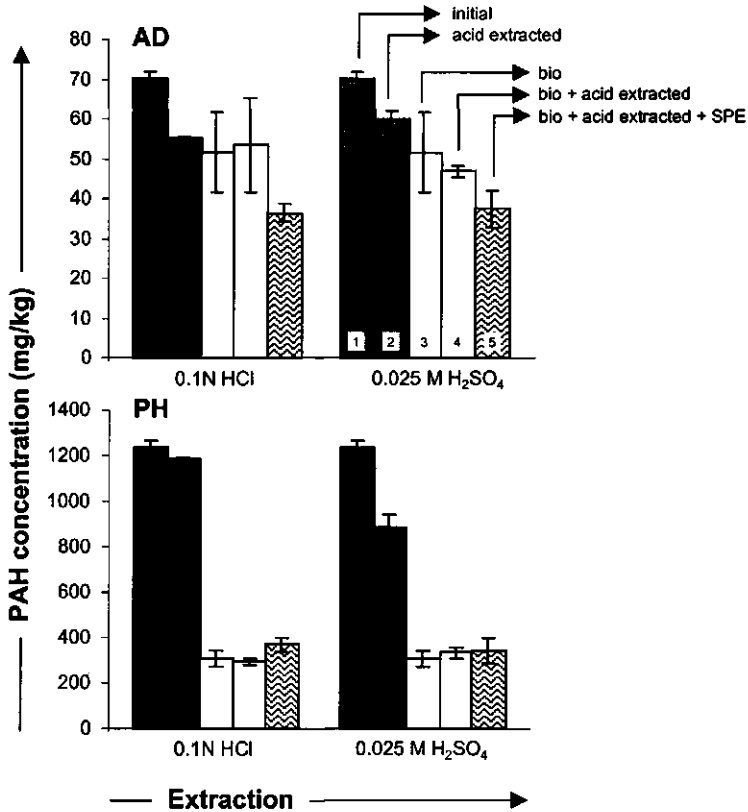 AD
initial
acid extracted
bio
bio + acid extracted
bio + acid extracted + SPE
80
70
60
50
40
30
20
10
0
1 2 3 4 5
0.1N HCl
0.025 M H₂SO₄
PAH concentration (mg/kg)
PH
1400
1200
1000
800
600
400
200
0
0.1N HCl
0.025 M H₂SO₄
Extraction